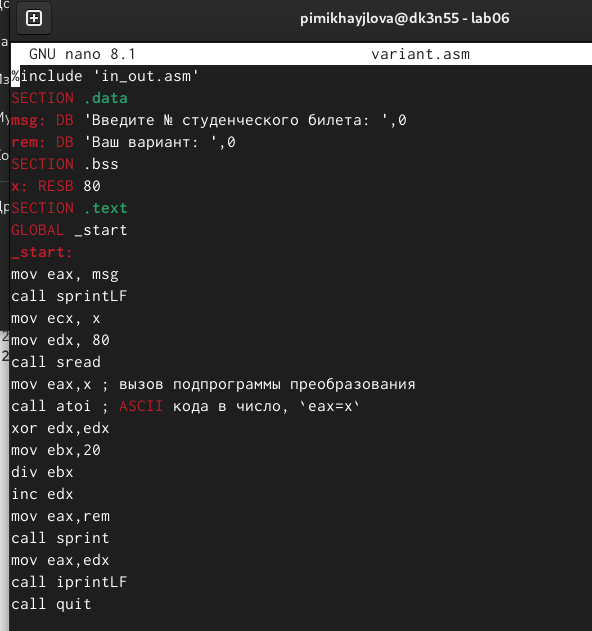 pimikhayjlova@dk3n55 - lab06
GNU nano 8.1 variant.asm
%include 'in_out.asm'
SECTION .data
msg: DB 'Введите № студенческого билета: ',0
rem: DB 'Ваш вариант: ',0
SECTION .bss
x: RESB 80
SECTION .text
GLOBAL _start
_start:
mov eax, msg
call sprintLF
mov ecx, x
mov edx, 80
call sread
mov eax,x ; вызов подпрограммы преобразования
call atoi ; ASCII кода в число, `eax=x`
xor edx,edx
mov ebx,20
div ebx
inc edx
mov eax,rem
call sprint
mov eax,edx
call iprintLF
call quit